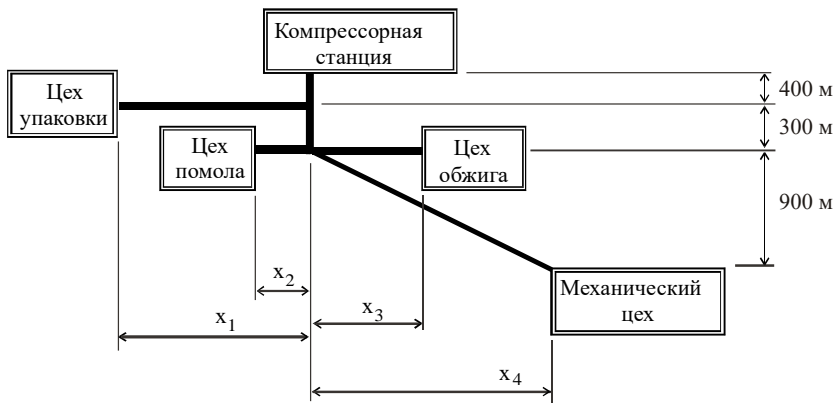 Компрессорная
станция
Цех
упаковки
400 м
300 м
Цех
помола
Цех
обжига
900 м
x2
x1
x3
Механический
цех
x4